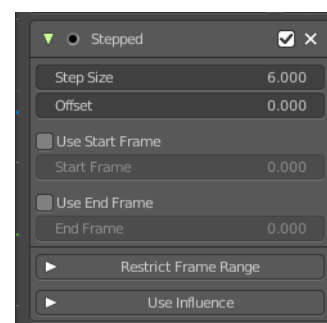 Stepped
Step Size 6.000
Offset 0.000
Use Start Frame
Start Frame 0.000
Use End Frame
End Frame 0.000
Restrict Frame Range
Use Influence